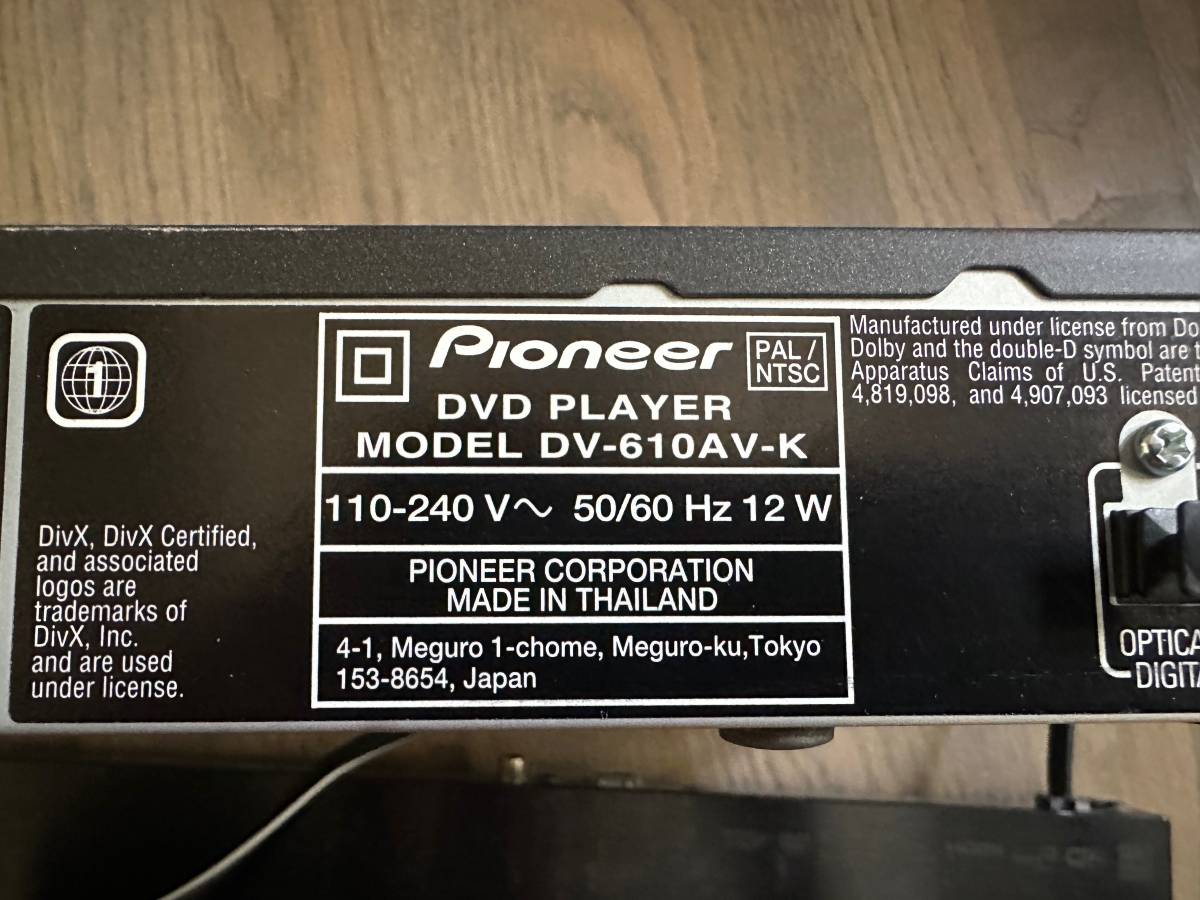 1
DivX, DivX Certified,
and associated
logos are
trademarks of
DivX, Inc.
and are used
under license.
Pioneer
PAL /
NTSC
DVD PLAYER
MODEL DV-610AV-K
110-240 V～ 50/60 Hz 12 W
PIONEER CORPORATION
MADE IN THAILAND
4-1, Meguro 1-chome, Meguro-ku,Tokyo
153-8654, Japan
Manufactured under license from
Dolby and the double-D symbol are
Apparatus Claims of U.S. Patent
4,819,098, and 4,907,093 licensed